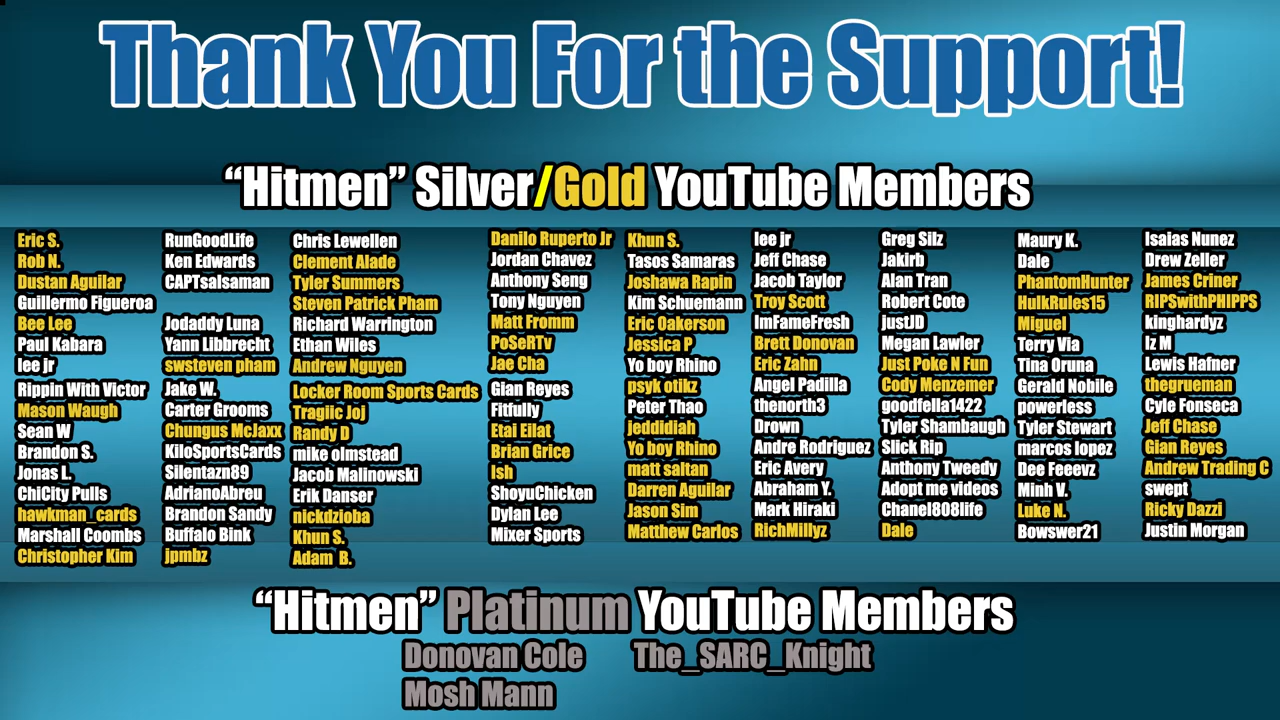 Thank You For the Support!
“Hitmen” Silver/Gold YouTube Members
Eric S.
Rob N.
Dustan Aguilar
Guillermo Figueroa
Bee Lee
Paul Kabara
lee jr
Rippin With Victor
Mason Waugh
Sean W
Brandon S.
Jonas L.
ChiCity Pulls
hawkman_cards
Marshall Coombs
Christopher Kim
RunGoodLife
Ken Edwards
CAPTsalsaman
Jodaddy Luna
Yann Libbrecht
swsteven pham
Jake W.
Carter Grooms
Chungus McJaxx
KiloSportsCards
Silentazn89
AdrianoAbreu
Brandon Sandy
Buffalo Bink
jpmbz
Chris Lewellen
Clement Alade
Tyler Summers
Steven Patrick Pham
Richard Warrington
Ethan Wiles
Andrew Nguyen
Locker Room Sports Cards
Tragiic Joj
Randy D
mike olmstead
Jacob Malinowski
Erik Danser
nickdzioba
Khun S.
Adam B.
Danilo Ruperto Jr
Jordan Chavez
Anthony Seng
Tony Nguyen
Matt Fromm
PoSeRTv
Jae Cha
Gian Reyes
Fitfully
Etai Eilat
Brian Grice
Ish
ShoyuChicken
Dylan Lee
Mixer Sports
Khun S.
Tasos Samaras
Joshawa Rapin
Kim Schuemann
Eric Oakerson
Jessica P
Yo boy Rhino
psyk otikz
Peter Thao
jeddidiah
Yo boy Rhino
matt saltan
Darren Aguilar
Jason Sim
Matthew Carlos
lee jr
Jeff Chase
Jacob Taylor
Troy Scott
ImFameFresh
Brett Donovan
Eric Zahn
Angel Padilla
thenorth3
Drown
Andre Rodriguez
Eric Avery
Abraham Y.
Mark Hiraki
RichMillyz
Greg Silz
Jakirb
Alan Tran
Robert Cote
justJD
Megan Lawler
Just Poke N Fun
Cody Menzemer
goodfella1422
Tyler Shambaugh
Slick Rip
Anthony Tweedy
Adopt me videos
Chanel808life
Dale
Maury K.
Dale
PhantomHunter
HulkRules15
Miguel
Terry Via
Tina Oruna
Gerald Nobile
powerless
Tyler Stewart
marcos lopez
Dee Feeevz
Minh V.
Luke N.
Bowswer21
Isaias Nunez
Drew Zeller
James Criner
RIPSwithPHIPPS
kinghardyz
Iz M
Lewis Hafner
thegrueman
Cyle Fonseca
Jeff Chase
Gian Reyes
Andrew Trading C
swept
Ricky Dazzi
Justin Morgan
“Hitmen” Platinum YouTube Members
Donovan Cole The_SARC_Knight
Mosh Mann